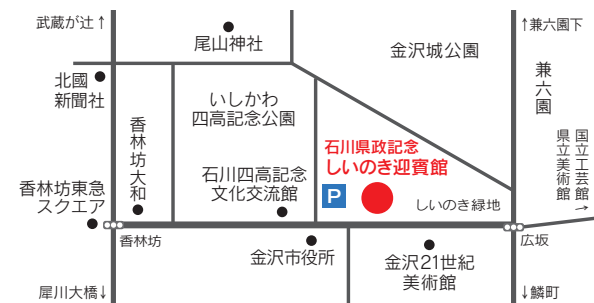 武蔵が辻↑
尾山神社
金沢城公園
↑兼六園下
兼六園
北國
新聞社
いしかわ
四高記念公園
香林坊大和
石川県政記念
しいのき迎賓館
国立工芸館
県立美術館
→
石川四高記念
文化交流館
P
しいのき緑地
香林坊東急
スクエア
香林坊
広坂
金沢市役所
金沢21世紀
美術館
犀川大橋↓
↓鱗町